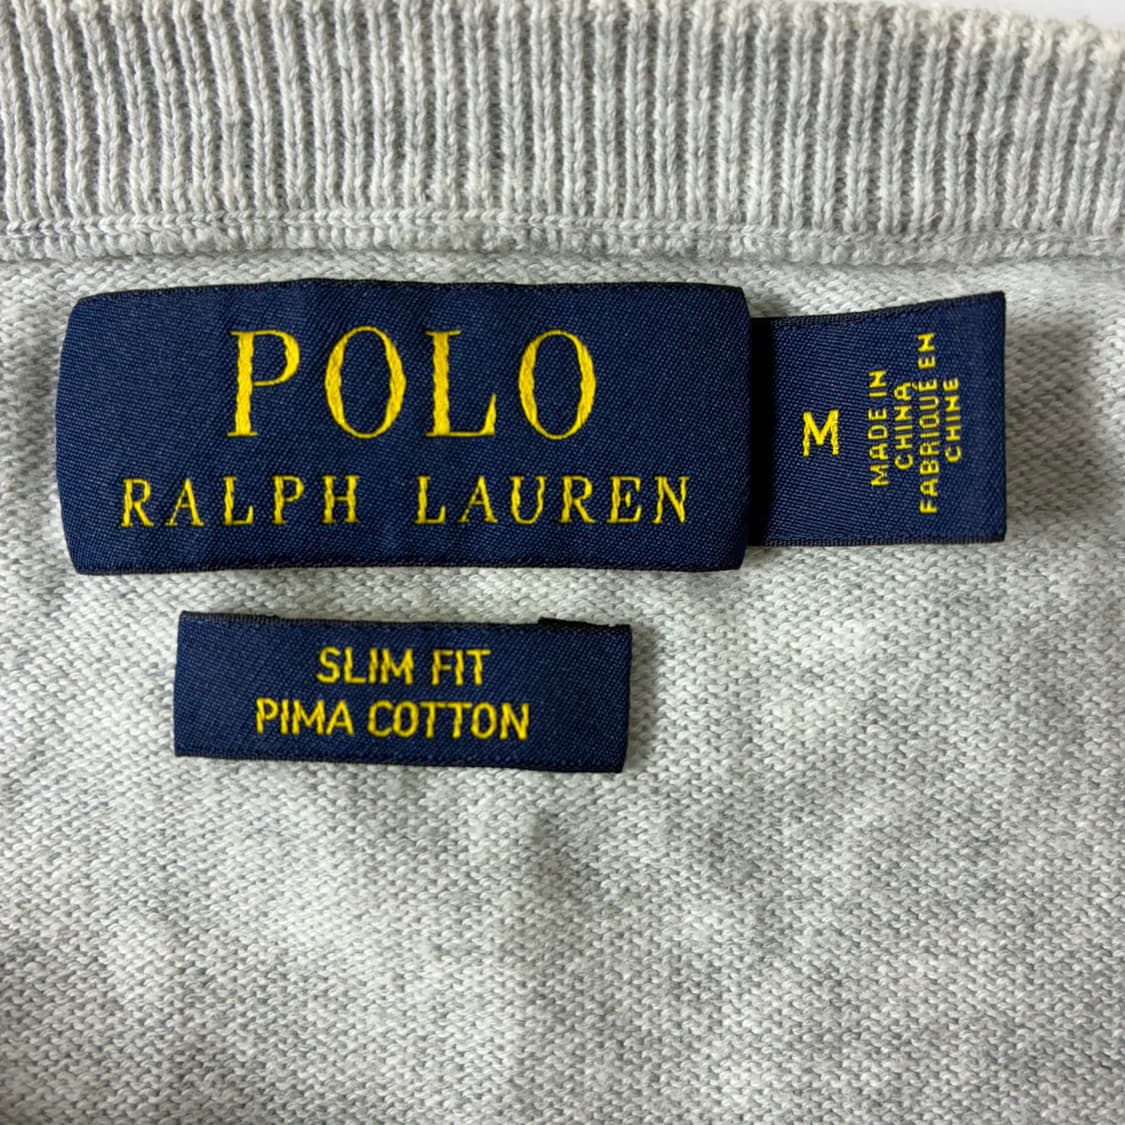 POLO
RALPH LAUREN
M
MADE IN
CHINA
FABRIQUÉ EN
CHINE
SLIM FIT
PIMA COTTON